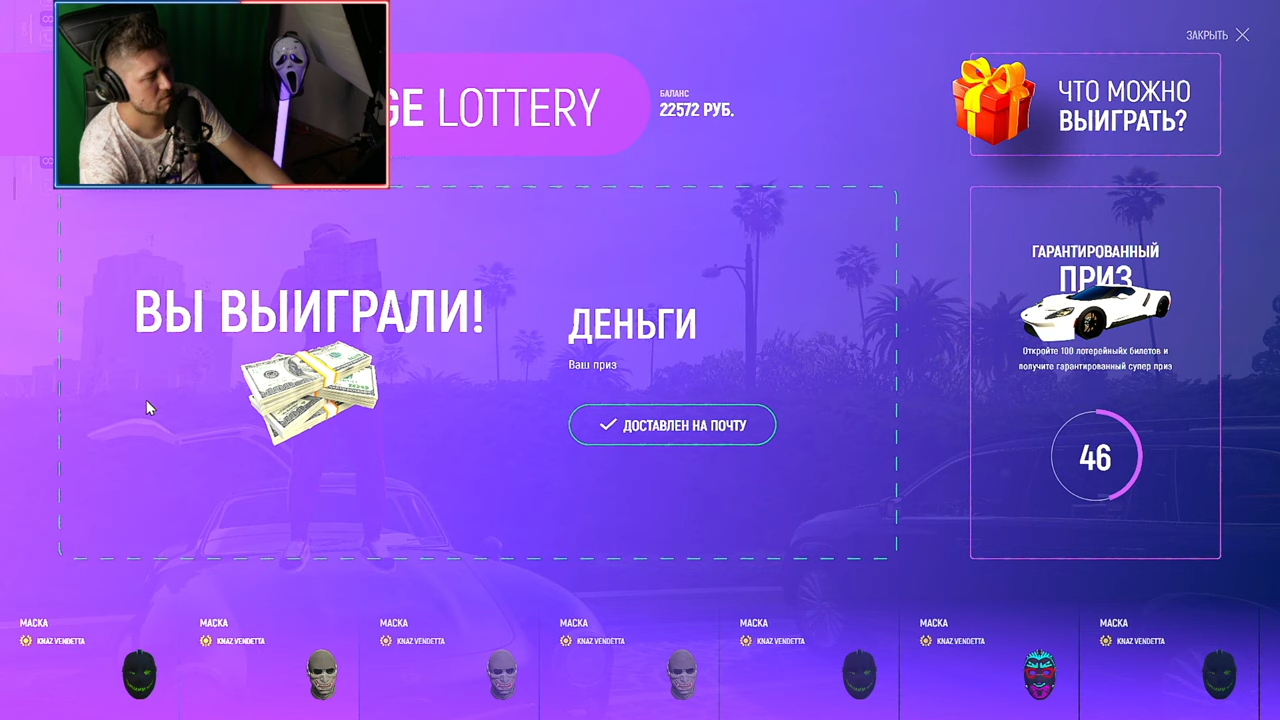 ЗАКРЫТЬ
GE LOTTERY
БАЛАНС
22572 РУБ.
ЧТО МОЖНО
ВЫИГРАТЬ?
ВЫ ВЫИГРАЛИ!
ДЕНЬГИ
Ваш приз
ДОСТАВЛЕН НА ПОЧТУ
ГАРАНТИРОВАННЫЙ
ПРИЗ
Откройте 100 лотерейных билетов и
получите гарантированный супер приз
46
МАСКА
KNAZ VENDETTA
МАСКА
KNAZ VENDETTA
МАСКА
KNAZ VENDETTA
МАСКА
KNAZ VENDETTA
МАСКА
KNAZ VENDETTA
МАСКА
KNAZ VENDETTA
МАСКА
KNAZ VENDETTA